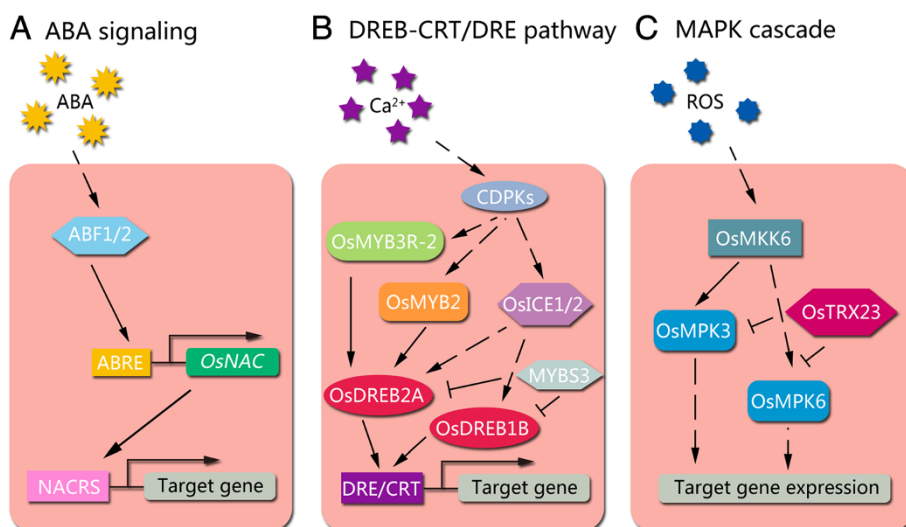 A ABA signaling
ABA
ABF1/2
ABRE
OsNAC
NACRS
Target gene
B DREB-CRT/DRE pathway
Ca²⁺
CDPKs
OsMYB3R-2
OsMYB2
OsICE1/2
MYBS3
OsDREB2A
OsDREB1B
DRE/CRT
Target gene
C MAPK cascade
ROS
OsMKK6
OsTRX23
OsMPK3
OsMPK6
Target gene expression